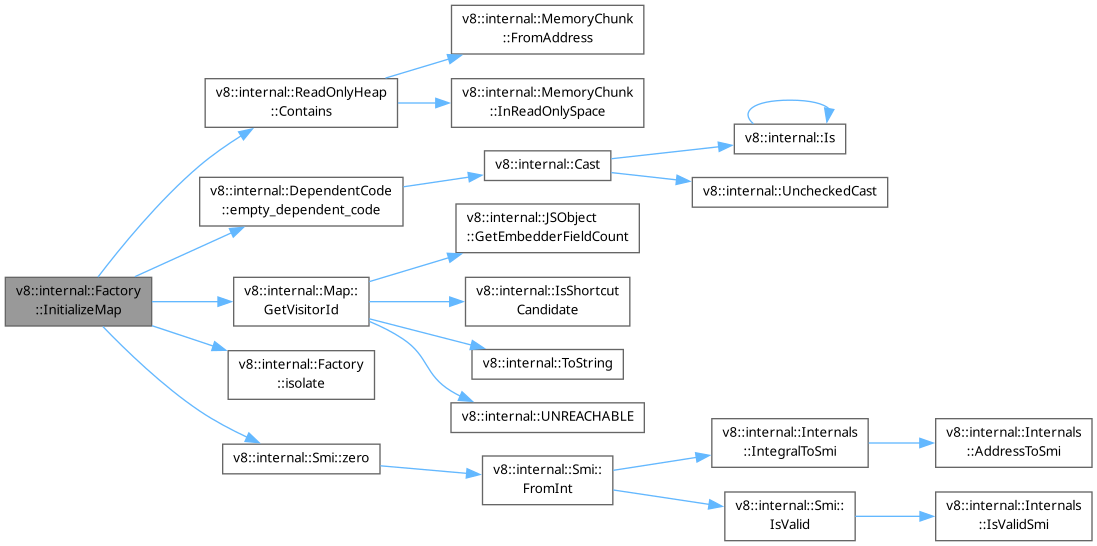 v8::internal::Factory
::InitializeMap
v8::internal::ReadOnlyHeap
::Contains
v8::internal::MemoryChunk
::FromAddress
v8::internal::MemoryChunk
::InReadOnlySpace
v8::internal::DependentCode
::empty_dependent_code
v8::internal::Cast
v8::internal::Is
v8::internal::UncheckedCast
v8::internal::Map::
GetVisitorId
v8::internal::JSObject
::GetEmbedderFieldCount
v8::internal::IsShortcut
Candidate
v8::internal::ToString
v8::internal::UNREACHABLE
v8::internal::Factory
::isolate
v8::internal::Smi::zero
v8::internal::Smi::
FromInt
v8::internal::Internals
::IntegralToSmi
v8::internal::Internals
::AddressToSmi
v8::internal::Smi::
IsValid
v8::internal::Internals
::IsValidSmi